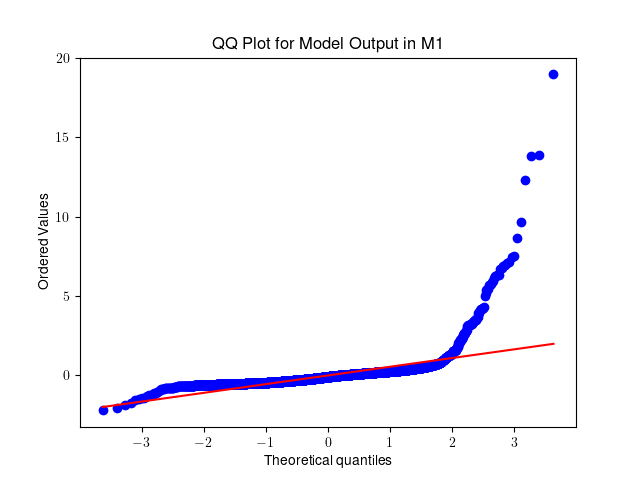 QQ Plot for Model Output in M1
20
15
10
5
0
Ordered Values
−3 −2 −1 0 1 2 3
Theoretical quantiles